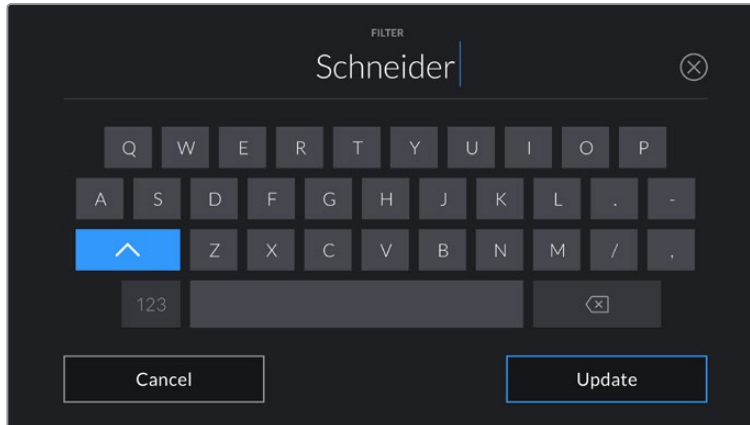 FILTER
Schneider
Q W E R T Y U I O P
A S D F G H J K L . -
Z X C V B N M / ,
123
Cancel Update